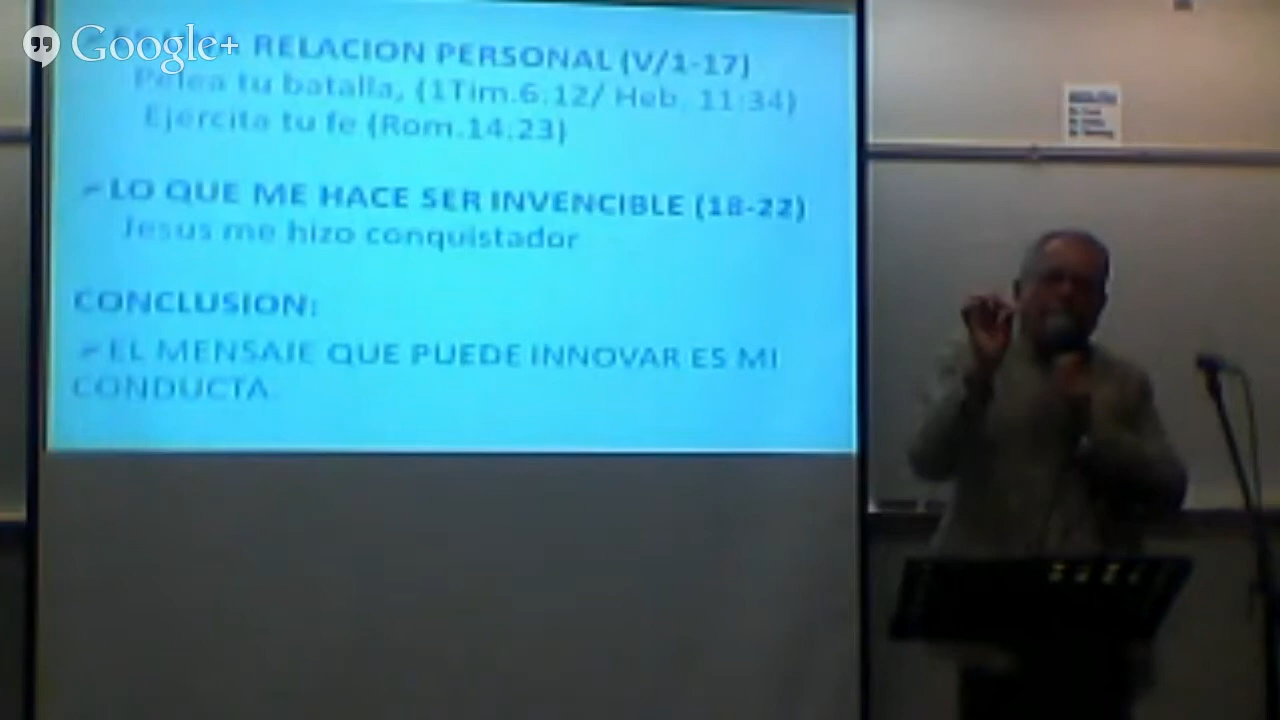 Google+
RELACION PERSONAL (V/1-17)
Pelea tu batalla, (1Tim.6:12/ Heb. 11:34)
Ejercita tu fe (Rom.14:23)
➢LO QUE ME HACE SER INVENCIBLE (18-22)
Jesus me hizo conquistador
CONCLUSION:
➢EL MENSAJE QUE PUEDE INNOVAR ES MI
CONDUCTA